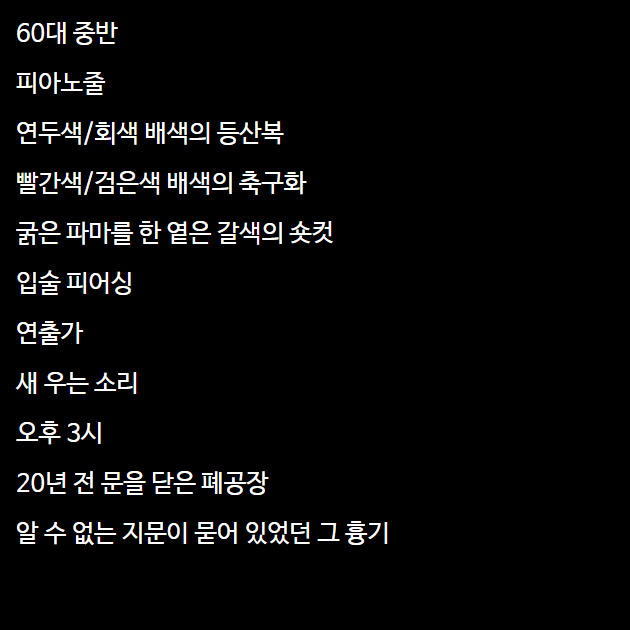 60대 중반
피아노줄
연두색/회색 배색의 등산복
빨간색/검은색 배색의 축구화
굵은 파마를 한 옅은 갈색의 숏컷
입술 피어싱
연출가
새 우는 소리
오후 3시
20년 전 문을 닫은 폐공장
알 수 없는 지문이 묻어 있었던 그 흉기